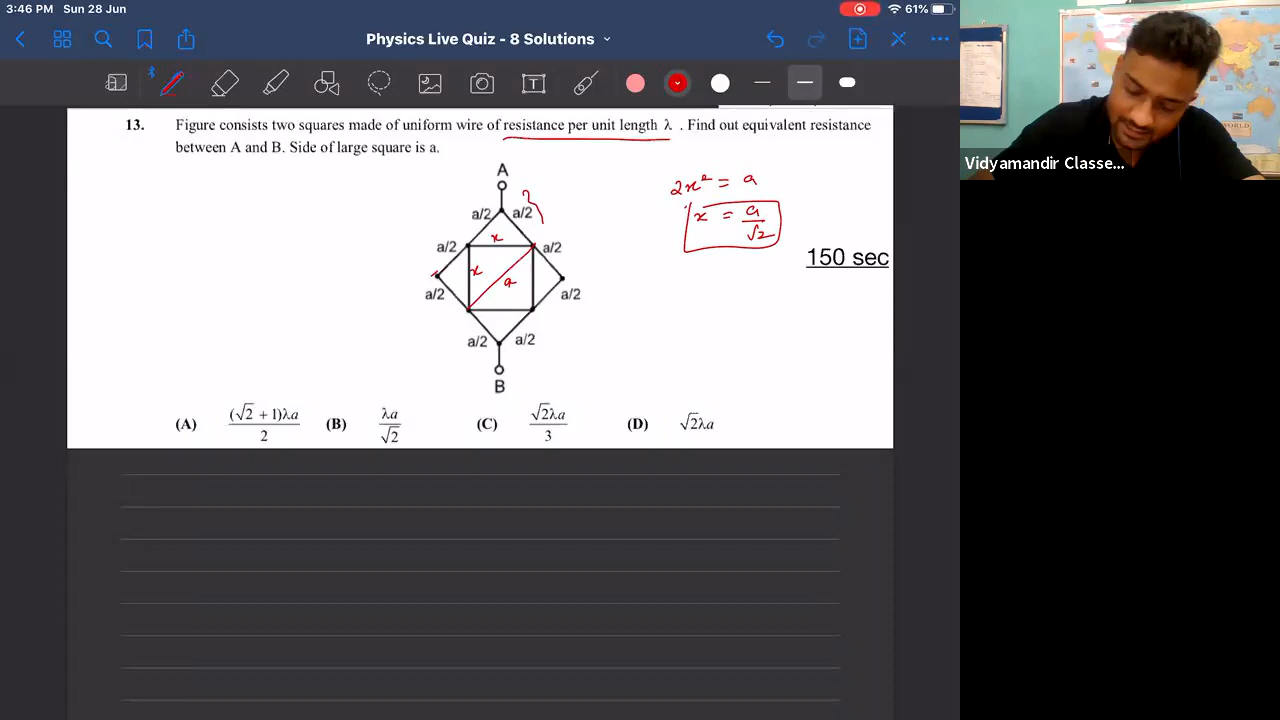 3:46 PM Sun 28 Jun
61%
Physics Live Quiz - 8 Solutions
13. Figure consists two squares made of uniform wire of resistance per unit length λ . Find out equivalent resistance
between A and B. Side of large square is a.
2x² = a
x = a/√2
150 sec
A
a/2 a/2
x
a/2 a/2
x
a
a/2 a/2
a/2 a/2
B
(A) (√2 + 1)λa/2 (B) λa/√2 (C) √2λa/3 (D) √2λa
Vidyamandir Classe...
WORLD